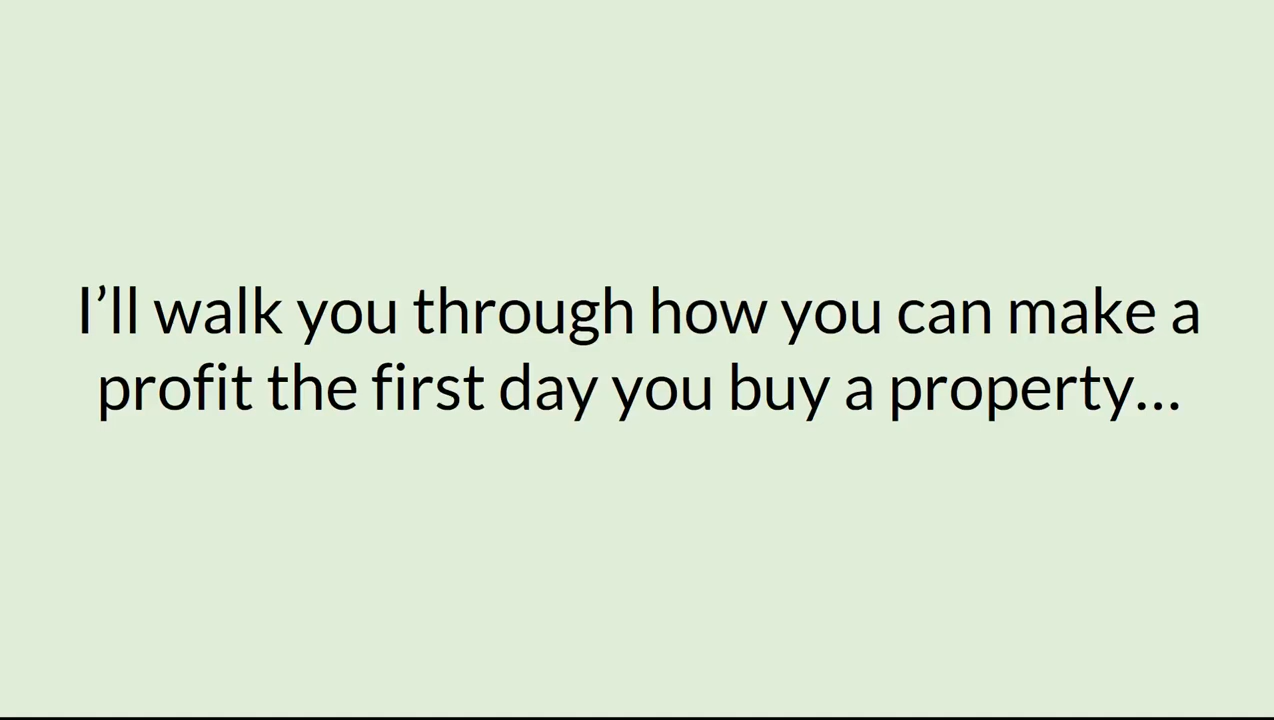 I’ll walk you through how you can make a
profit the first day you buy a property…